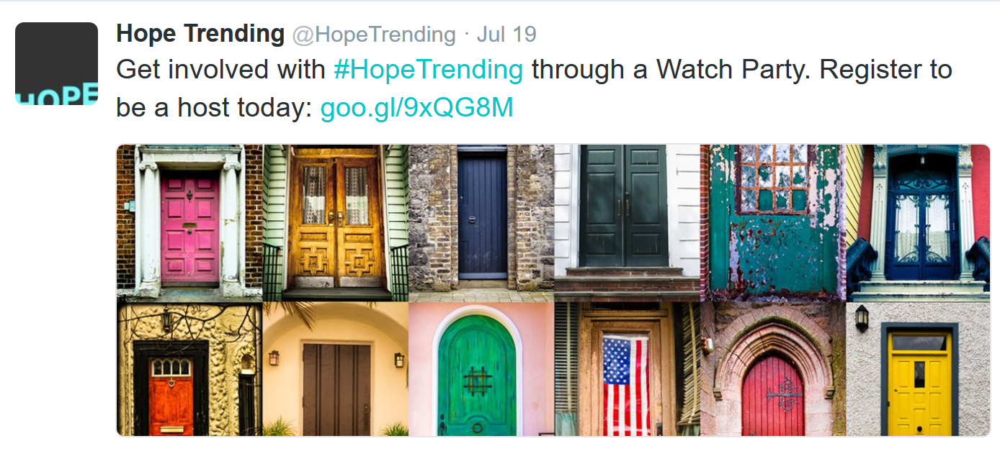 Hope Trending @HopeTrending · Jul 19
Get involved with #HopeTrending through a Watch Party. Register to
be a host today: goo.gl/9xQG8M
HOPE